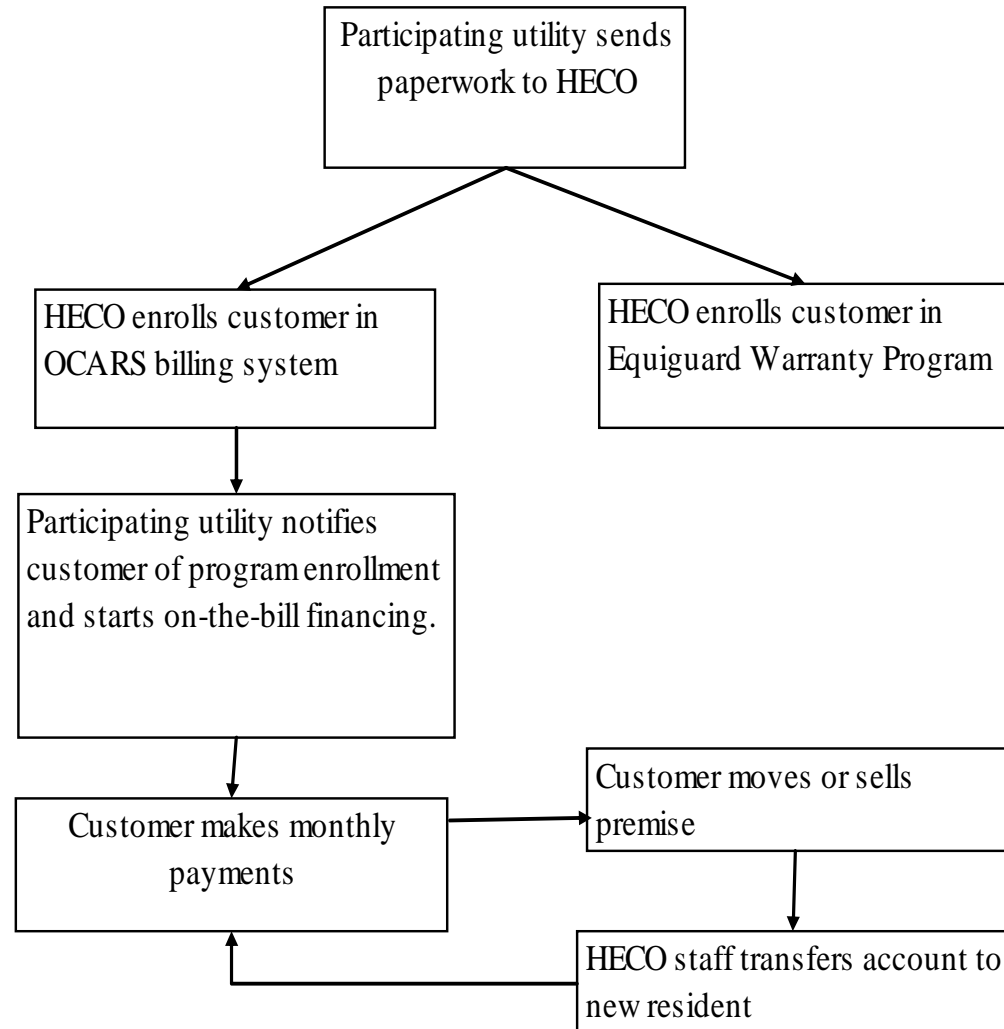 Participating utility sends
paperwork to HECO
HECO enrolls customer in
OCARS billing system
HECO enrolls customer in
Equiguard Warranty Program
Participating utility notifies
customer of program enrollment
and starts on-the-bill financing.
Customer makes monthly
payments
Customer moves or sells
premise
HECO staff transfers account to
new resident